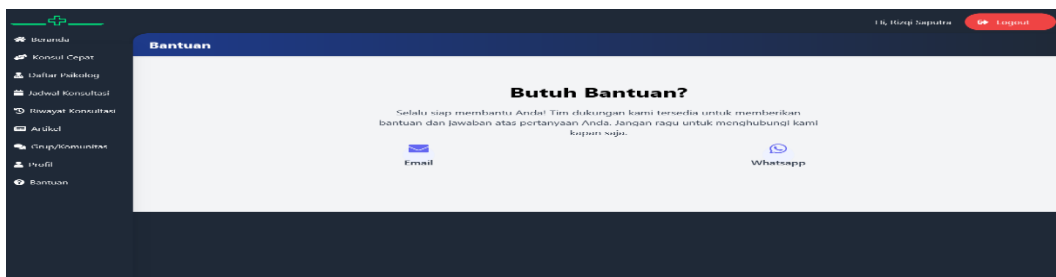 Hi, Rizqi Saputra
Logout
Beranda
Konsul Cepat
Daftar Psikolog
Jadwal Konsultasi
Riwayat Konsultasi
Artikel
Grup/Komunitas
Profil
Bantuan
Bantuan
Butuh Bantuan?
Selalu siap membantu Anda! Tim dukungan kami tersedia untuk memberikan
bantuan dan jawaban atas pertanyaan Anda. Jangan ragu untuk menghubungi kami
kapan saja.
Email
Whatsapp